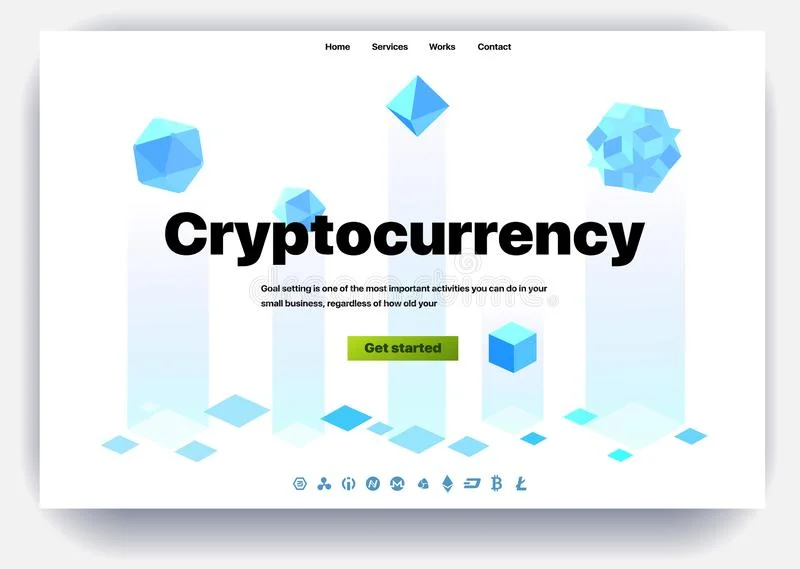 Home Services Works Contact
Cryptocurrency
Goal setting is one of the most important activities you can do in your
small business, regardless of how old your
Get started